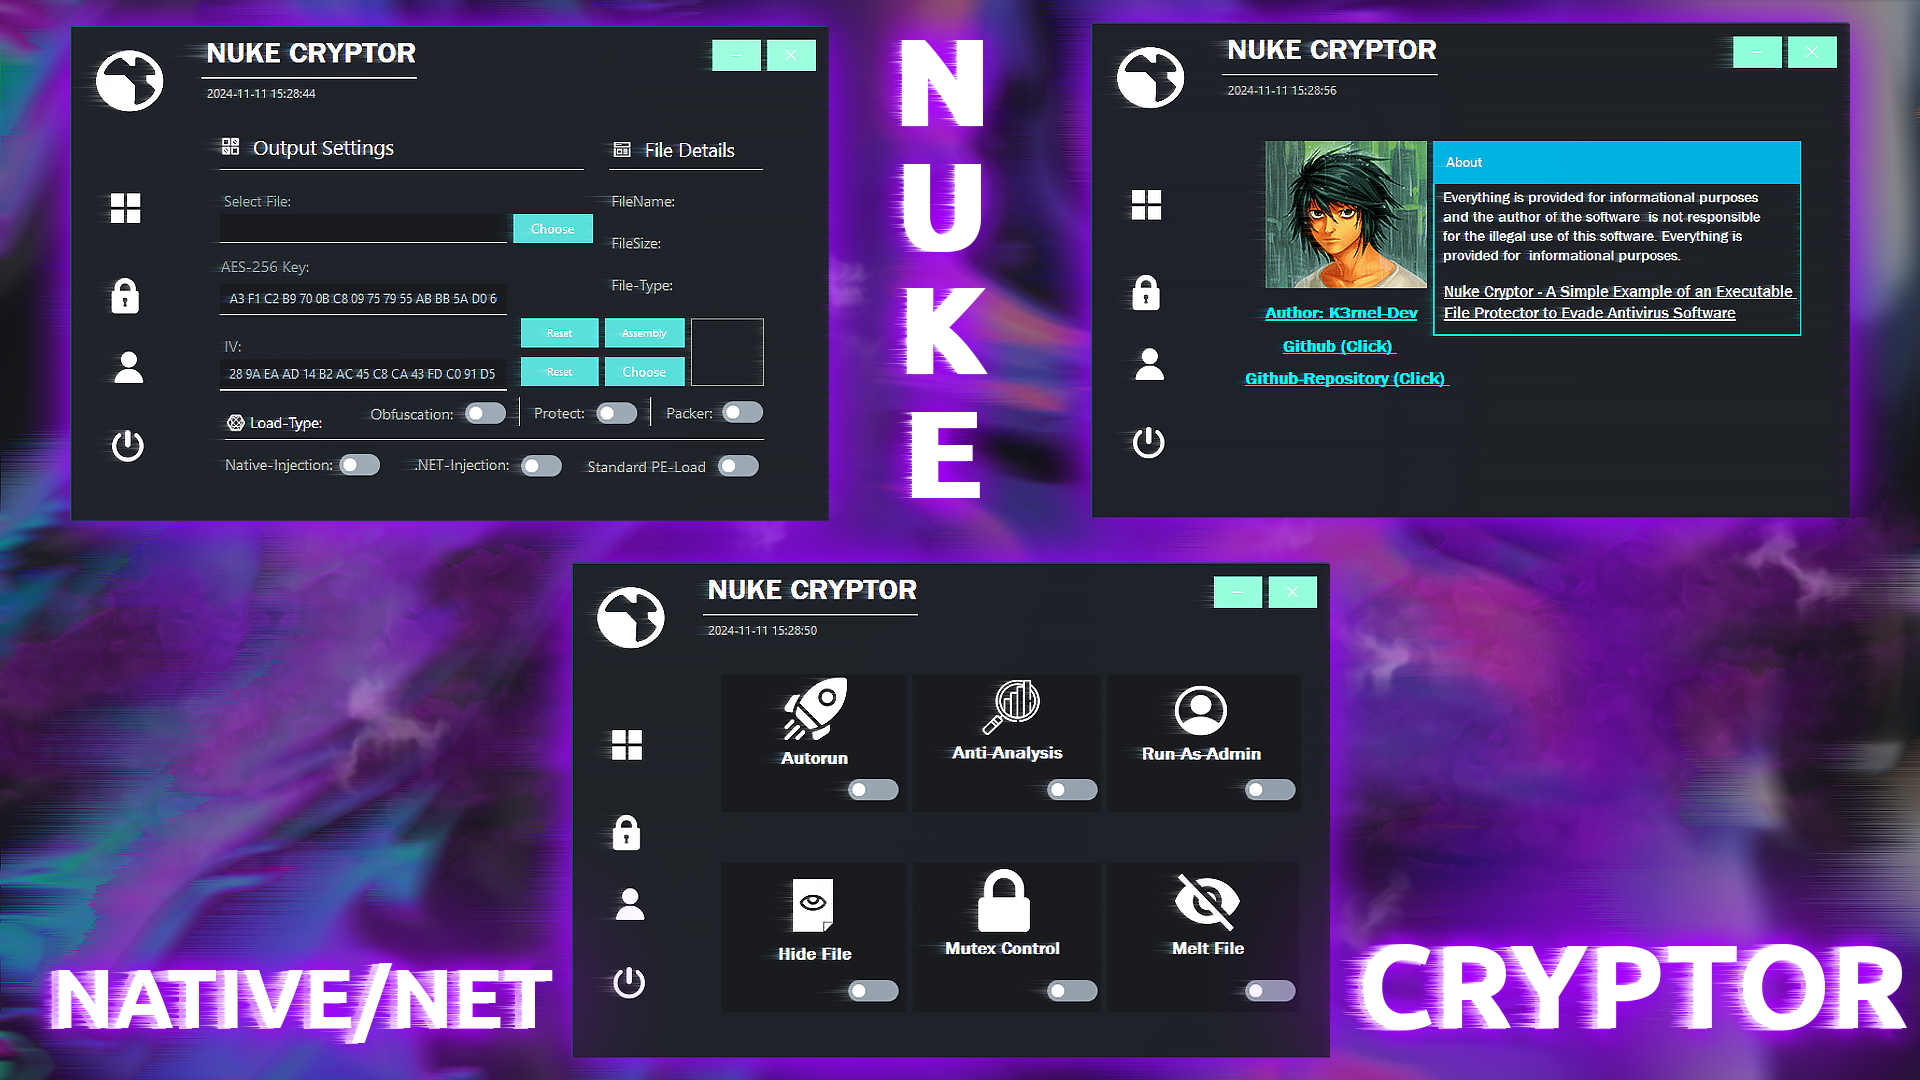 NUKE CRYPTOR
2024-11-11 15:28:44
Output Settings
File Details
Select File:
Choose
FileName:
FileSize:
AES-256 Key:
File-Type:
A3 F1 C2 B9 70 0B C8 09 75 79 55 AB BB 5A D0 6
Reset
Assembly
IV:
28 9A EA AD 14 B2 AC 45 C8 CA 43 FD C0 91 D5
Reset
Choose
Load-Type:
Obfuscation:
Protect:
Packer:
Native-Injection:
.NET-Injection:
Standard PE-Load
NUKE
NUKE CRYPTOR
2024-11-11 15:28:56
About
Everything is provided for informational purposes
and the author of the software is not responsible
for the illegal use of this software. Everything is
provided for informational purposes.
Nuke Cryptor - A Simple Example of an Executable
File Protector to Evade Antivirus Software
Author: K3rnel-Dev
Github (Click)
Github-Repository (Click)
NUKE CRYPTOR
2024-11-11 15:28:50
Autorun
Anti-Analysis
Run As Admin
Hide File
Mutex Control
Melt File
NATIVE/NET
CRYPTOR